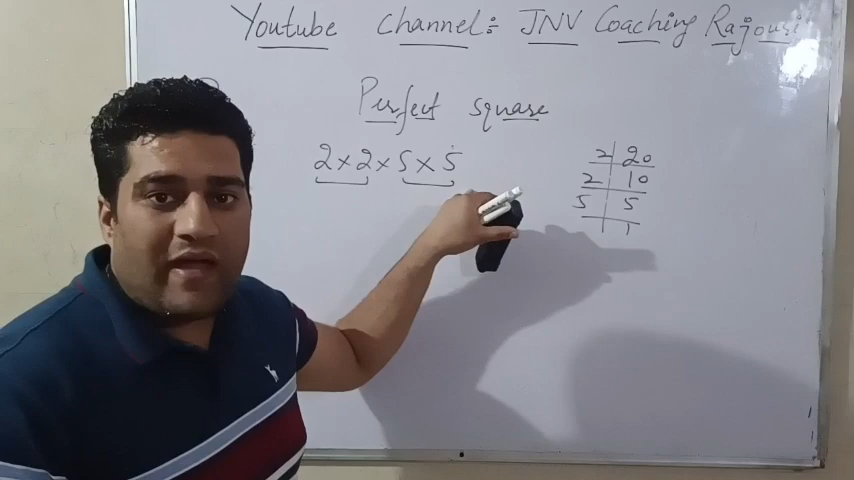 Youtube channel:- JNV Coaching Rajouri
Perfect square
2×2×5×5
2 | 20
2 | 10
5 | 5
| 1